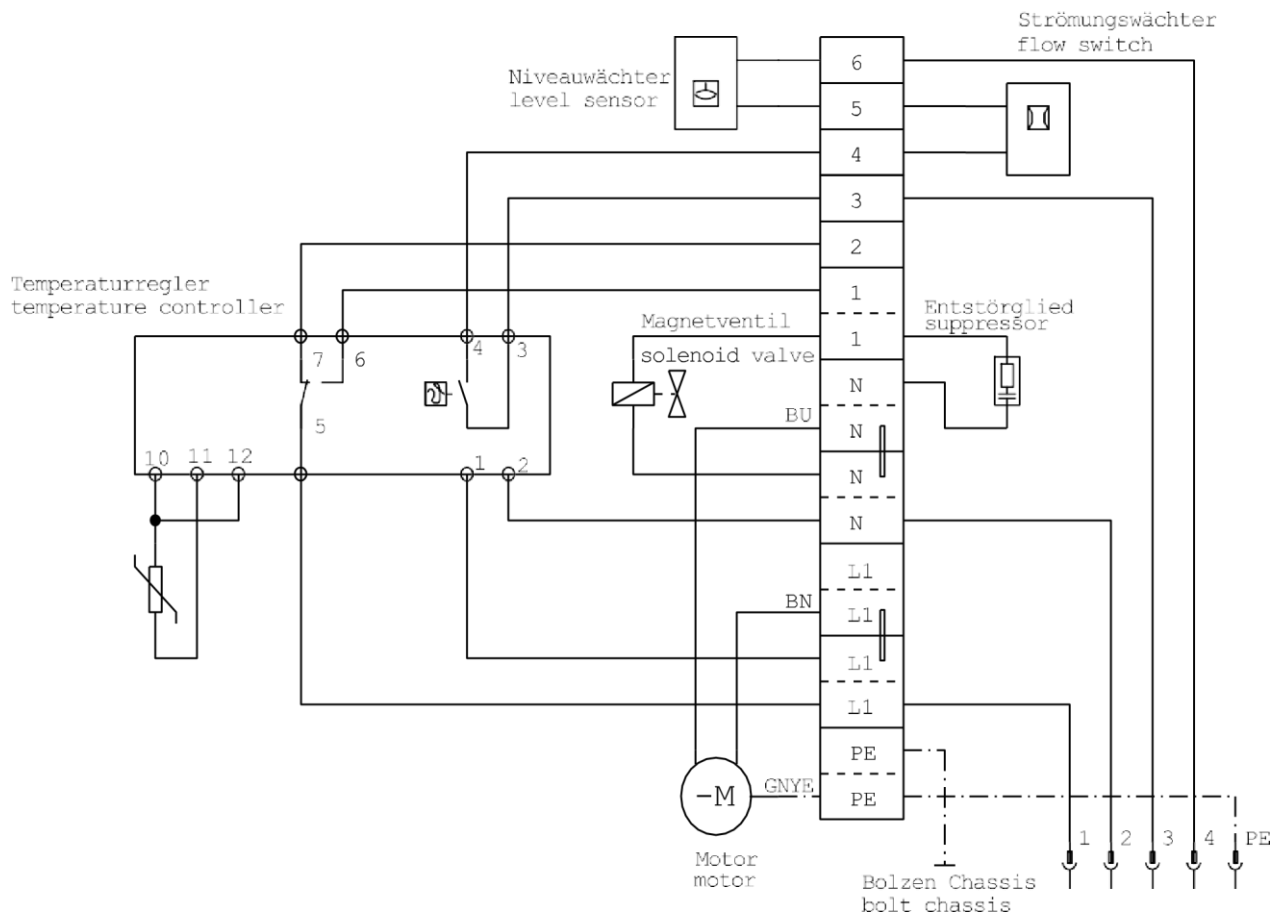 Strömungswächter
flow switch
Niveauwächter
level sensor
6
5
4
3
2
1
1
N
N
N
N
L1
L1
L1
L1
PE
PE
Temperaturregler
temperature controller
7
6
4
3
5
10
11
12
1
2
Magnetventil
solenoid valve
Entstörglied
suppressor
BU
BN
GNYE
-M
Motor
motor
Bolzen Chassis
bolt chassis
1
2
3
4
PE